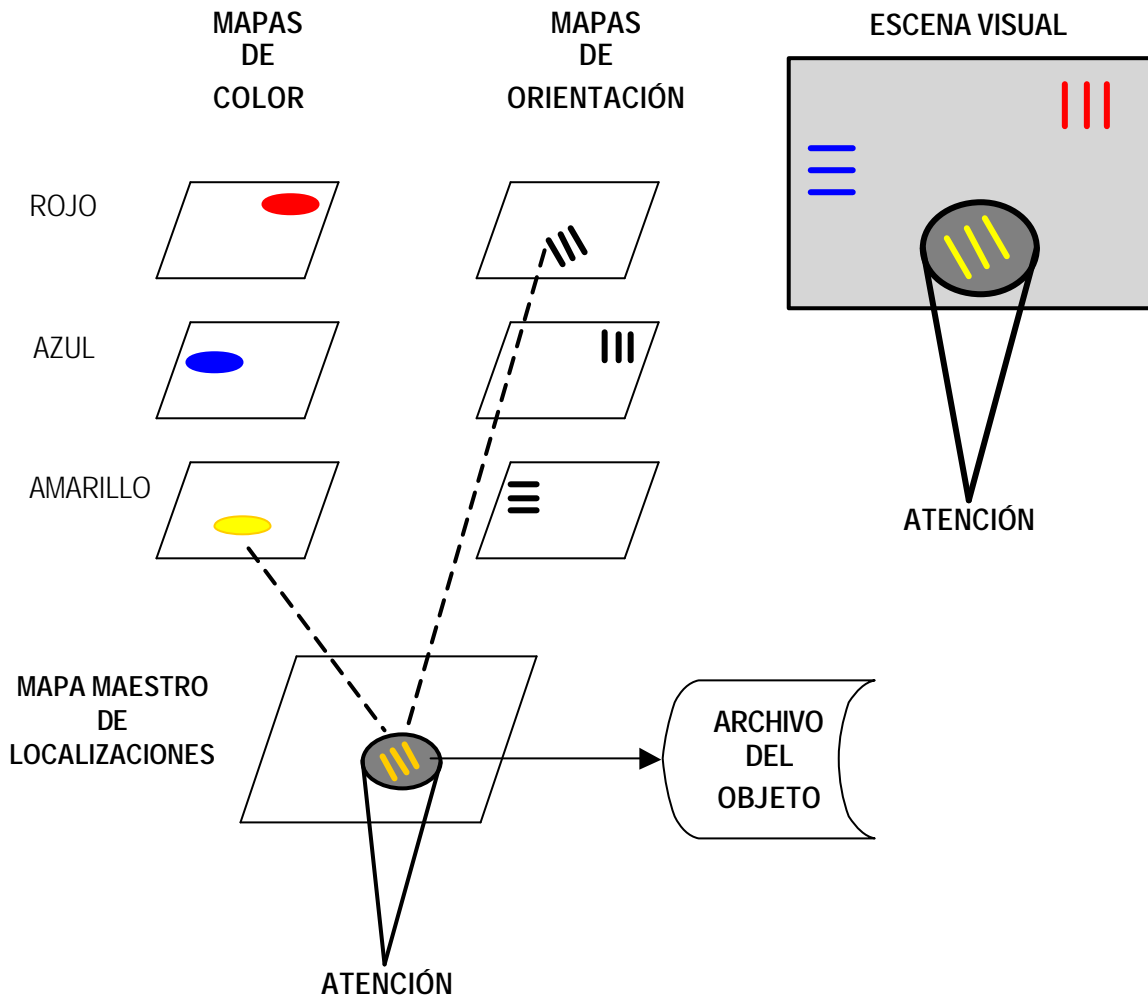 MAPAS
DE
COLOR
MAPAS
DE
ORIENTACIÓN
ESCENA VISUAL
ROJO
AZUL
AMARILLO
ATENCIÓN
MAPA MAESTRO
DE
LOCALIZACIONES
ARCHIVO
DEL
OBJETO
ATENCIÓN